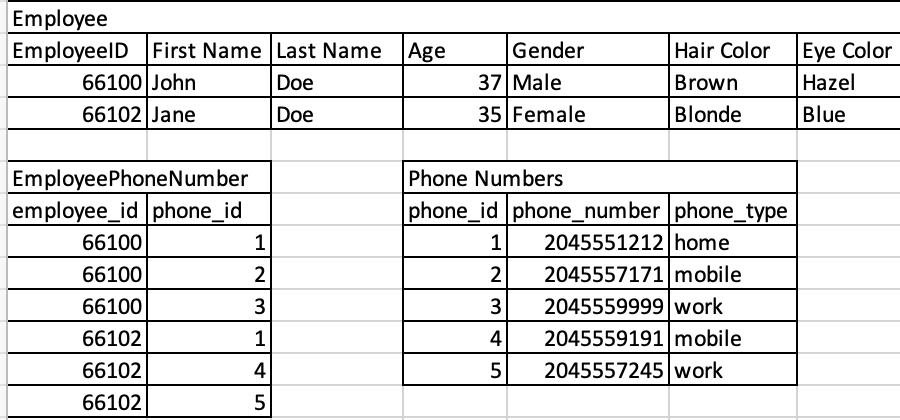 Employee
EmployeeID First Name Last Name Age Gender Hair Color Eye Color
66100 John Doe 37 Male Brown Hazel
66102 Jane Doe 35 Female Blonde Blue
EmployeePhoneNumber Phone Numbers
employee_id phone_id phone_id phone_number phone_type
66100 1 1 2045551212 home
66100 2 2 2045557171 mobile
66100 3 3 2045559999 work
66102 1 4 2045559191 mobile
66102 4 5 2045557245 work
66102 5